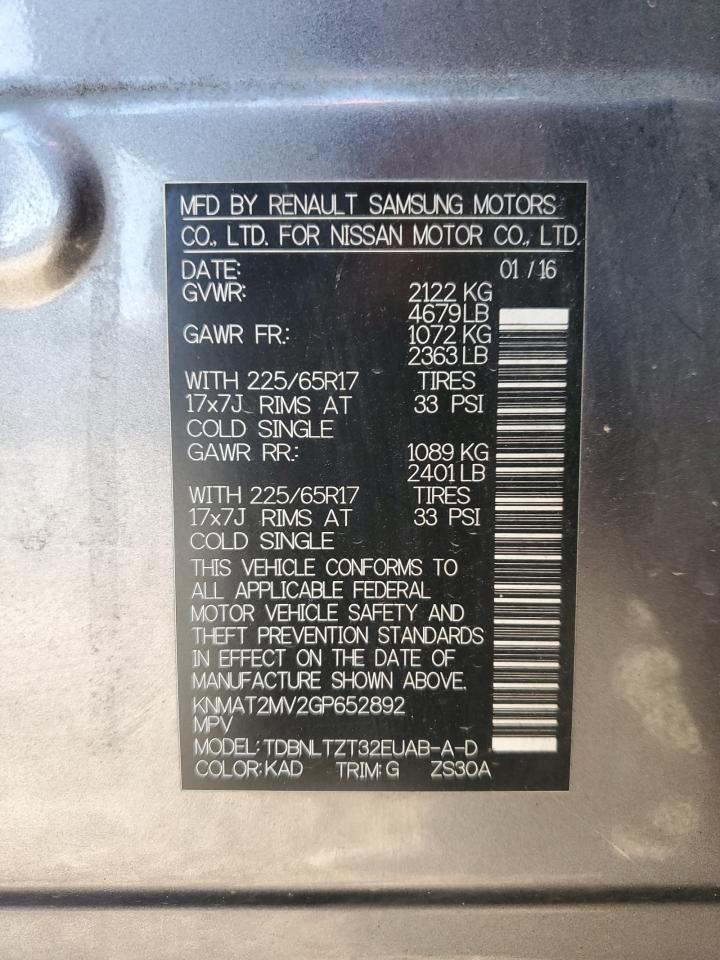 MFD BY RENAULT SAMSUNG MOTORS
CO., LTD. FOR NISSAN MOTOR CO., LTD.
DATE: 01 / 16
GVWR: 2122 KG
4679 LB
GAWR FR.: 1072 KG
2363 LB
WITH 225/65R17 TIRES
17x7J RIMS AT 33 PSI
COLD SINGLE
GAWR RR.: 1089 KG
2401 LB
WITH 225/65R17 TIRES
17x7J RIMS AT 33 PSI
COLD SINGLE
THIS VEHICLE CONFORMS TO
ALL APPLICABLE FEDERAL
MOTOR VEHICLE SAFETY AND
THEFT PREVENTION STANDARDS
IN EFFECT ON THE DATE OF
MANUFACTURE SHOWN ABOVE.
KNMAT2MV2GP652892
MPV
MODEL: TDBNLTZT32EUAB-A-D
COLOR: KAD TRIM: G ZS30A